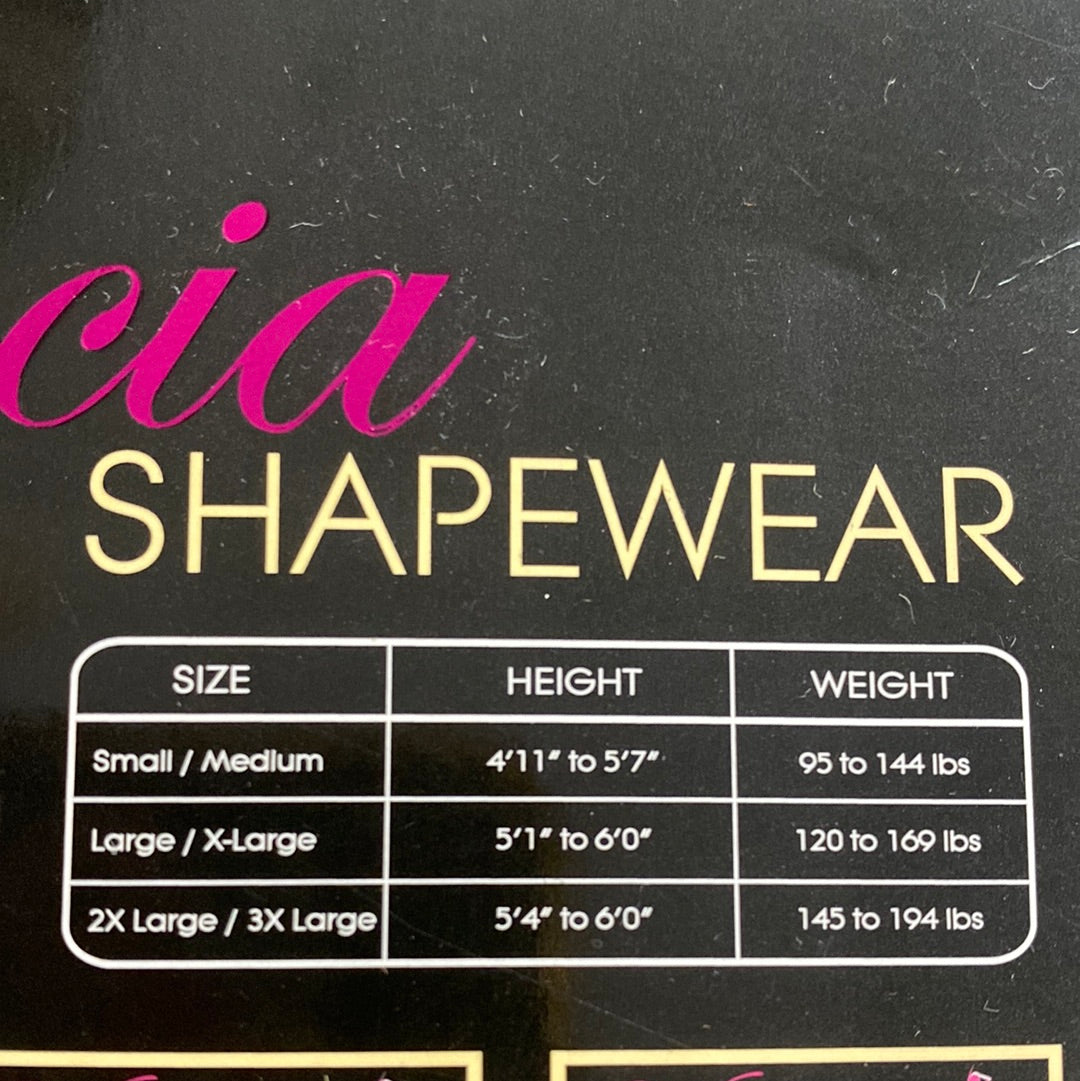 cia
SHAPEWEAR
SIZE HEIGHT WEIGHT
Small / Medium 4'11" to 5'7" 95 to 144 lbs
Large / X-Large 5'1" to 6'0" 120 to 169 lbs
2X Large / 3X Large 5'4" to 6'0" 145 to 194 lbs